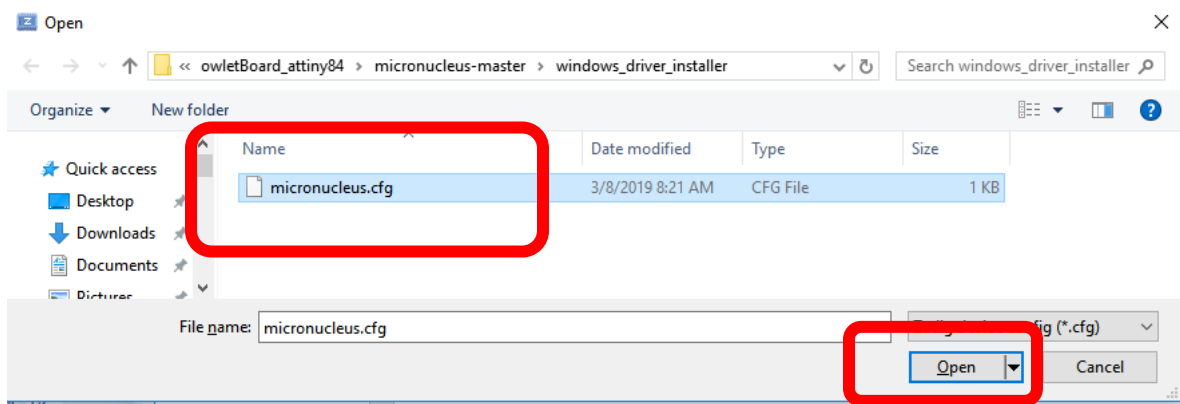 Open
« owletBoard_attiny84 > micronucleus-master > windows_driver_installer
Search windows_driver_installer
Organize
New folder
Name Date modified Type Size
Quick access
Desktop
Downloads
Documents
Pictures
micronucleus.cfg 3/8/2019 8:21 AM CFG File 1 KB
File name: micronucleus.cfg
(*.cfg)
Open Cancel